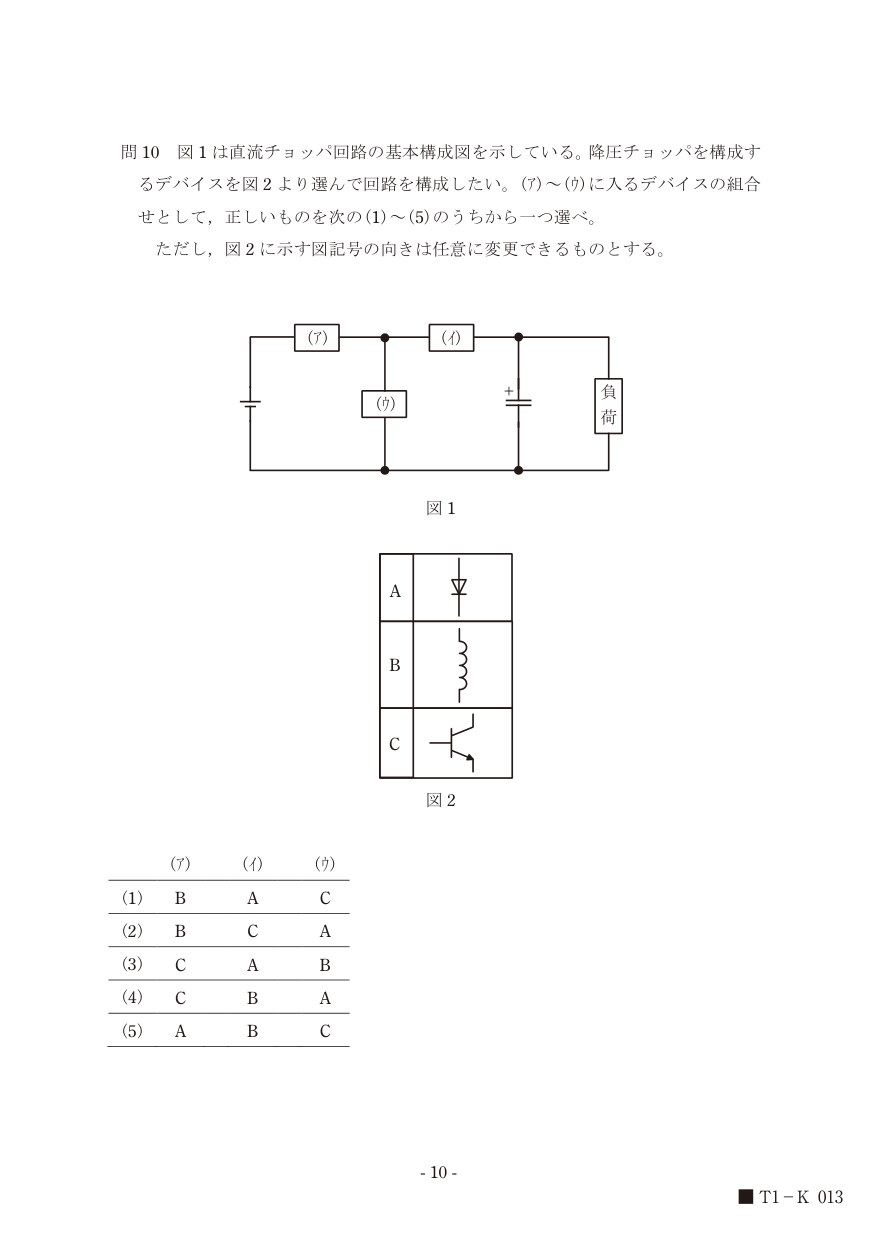 問10　図1は直流チョッパ回路の基本構成図を示している。降圧チョッパを構成す
るデバイスを図2より選んで回路を構成したい。(ｱ)～(ｳ)に入るデバイスの組合
せとして，正しいものを次の(1)～(5)のうちから一つ選べ。
ただし，図2に示す図記号の向きは任意に変更できるものとする。
(ｱ) (ｲ)
(ｳ) + 負
荷
図1
A
B
C
図2
(ｱ) (ｲ) (ｳ)
(1) B A C
(2) B C A
(3) C A B
(4) C B A
(5) A B C
- 10 -
■ T1－K 013